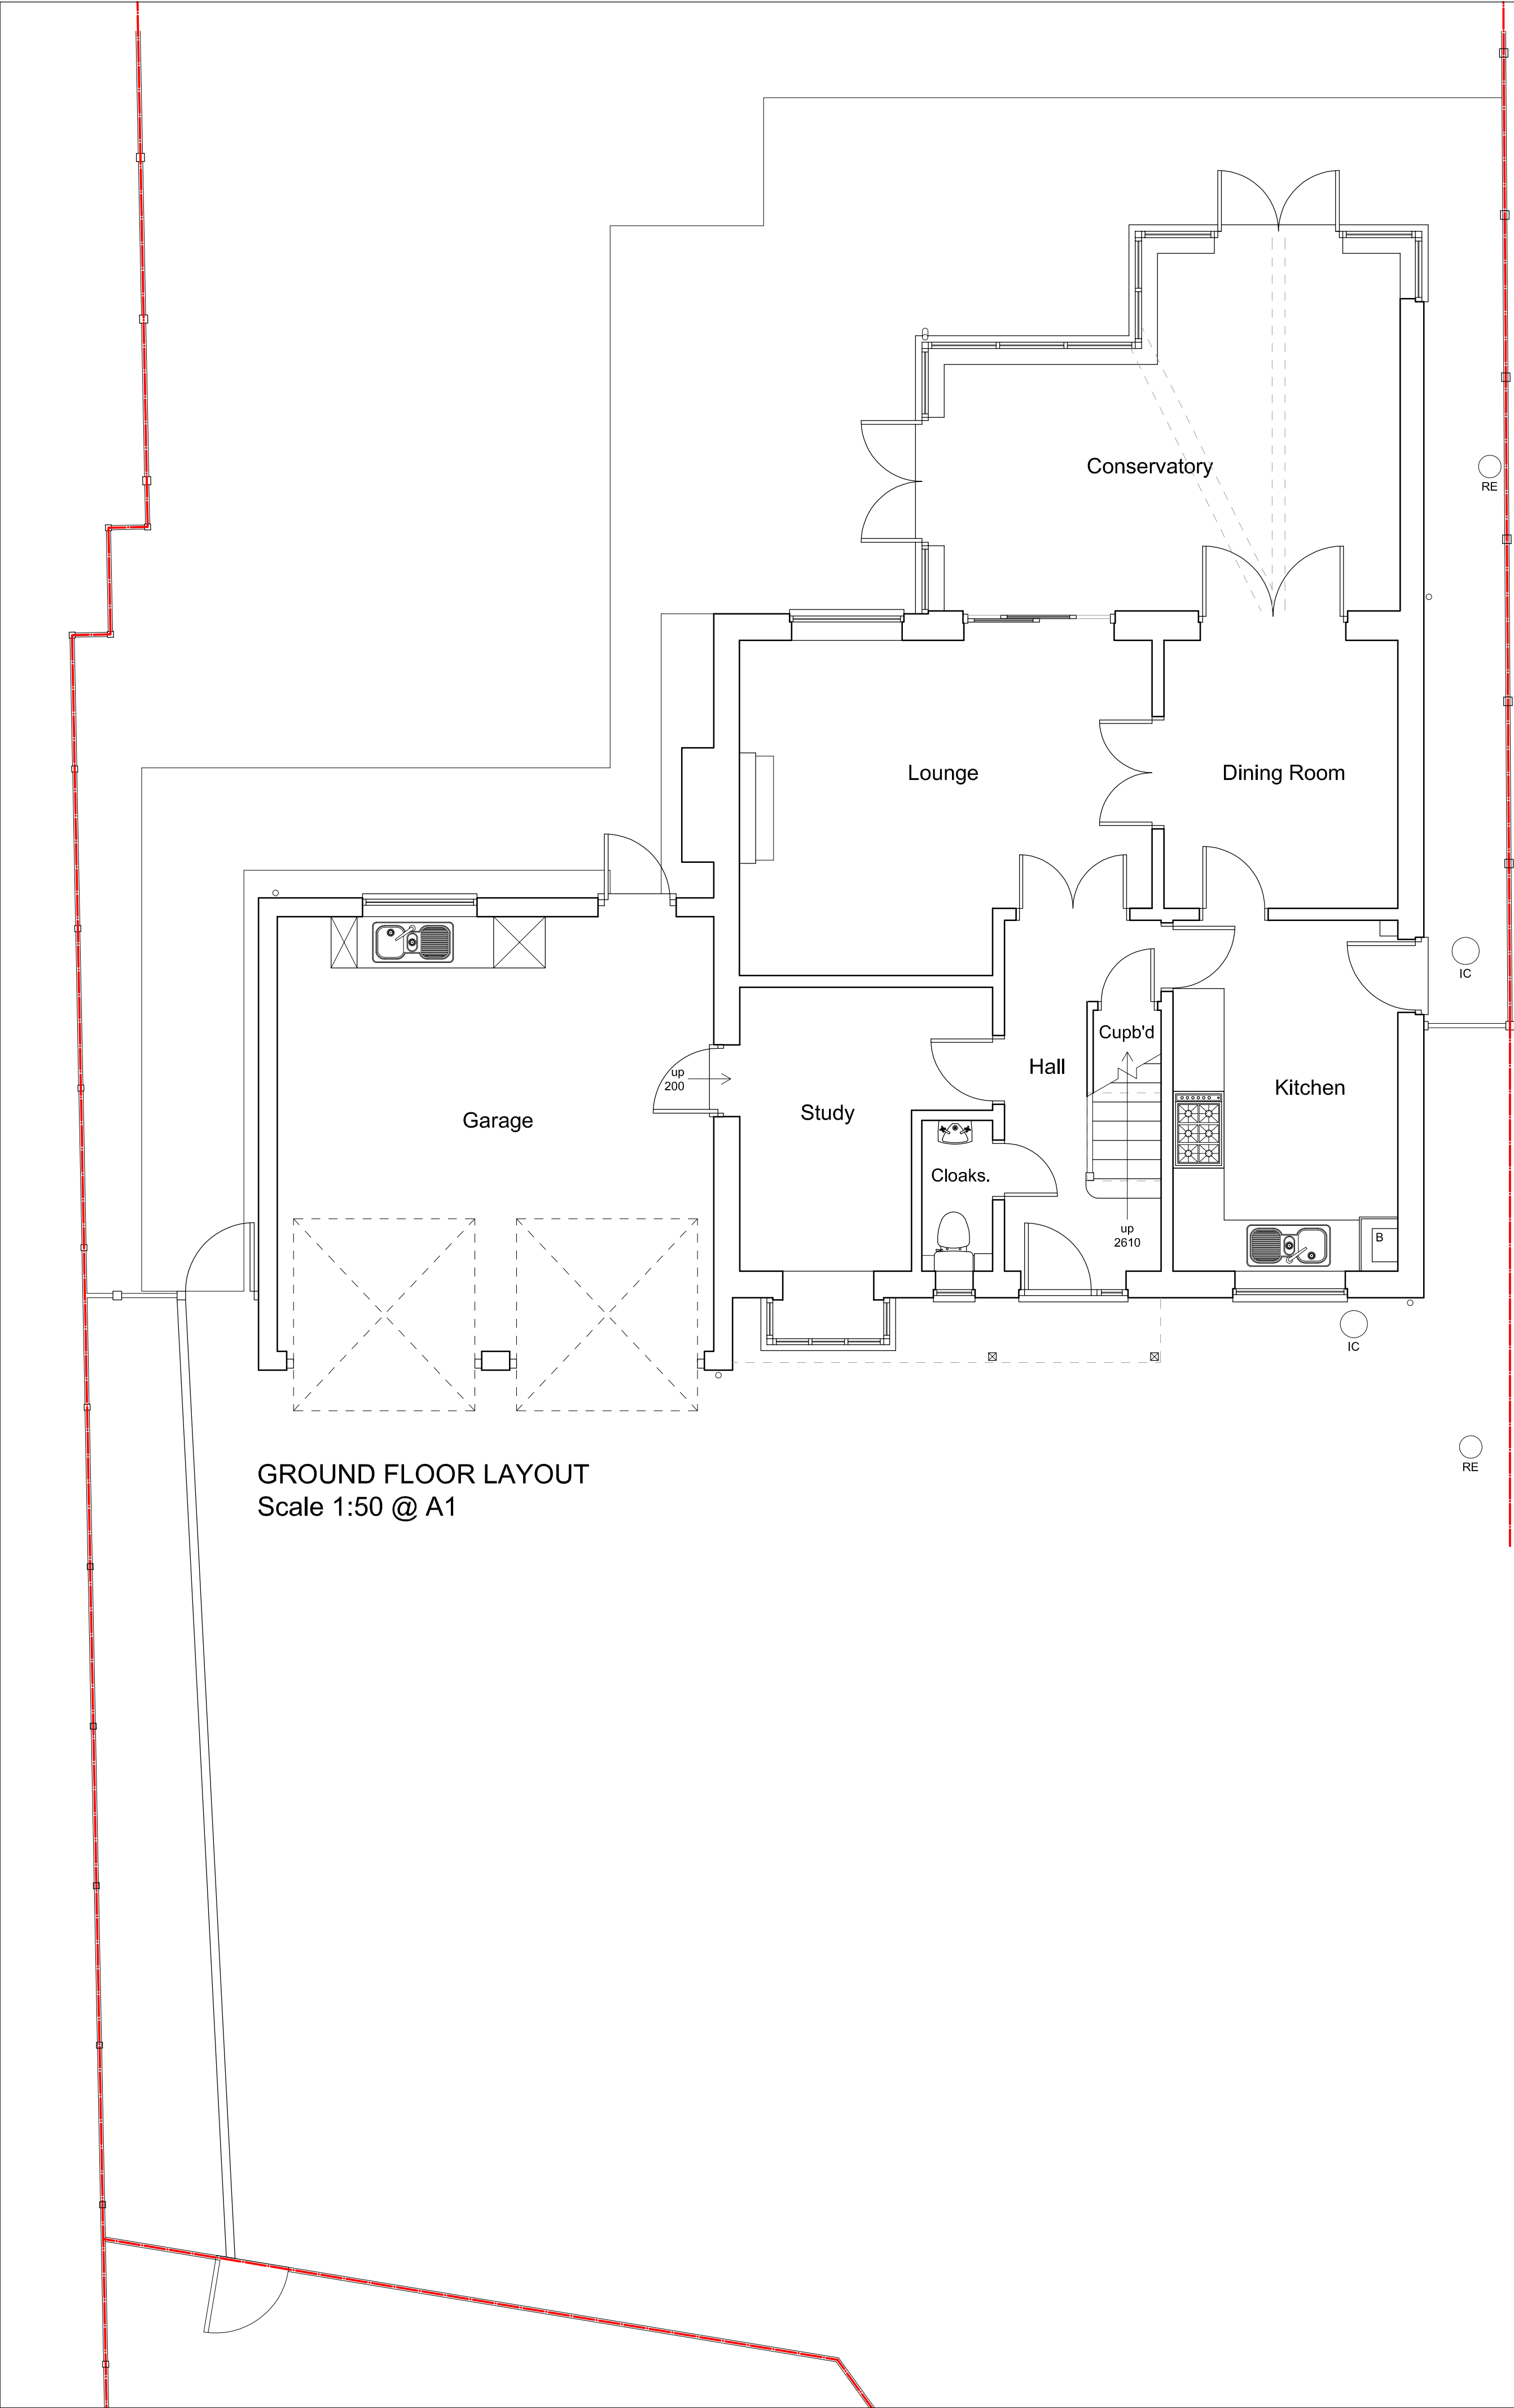 Conservatory
RE
Lounge
Dining Room
IC
Cupb'd
Hall
up
200
Kitchen
Study
Garage
Cloaks.
up
2610
B
IC
RE
GROUND FLOOR LAYOUT
Scale 1:50 @ A1